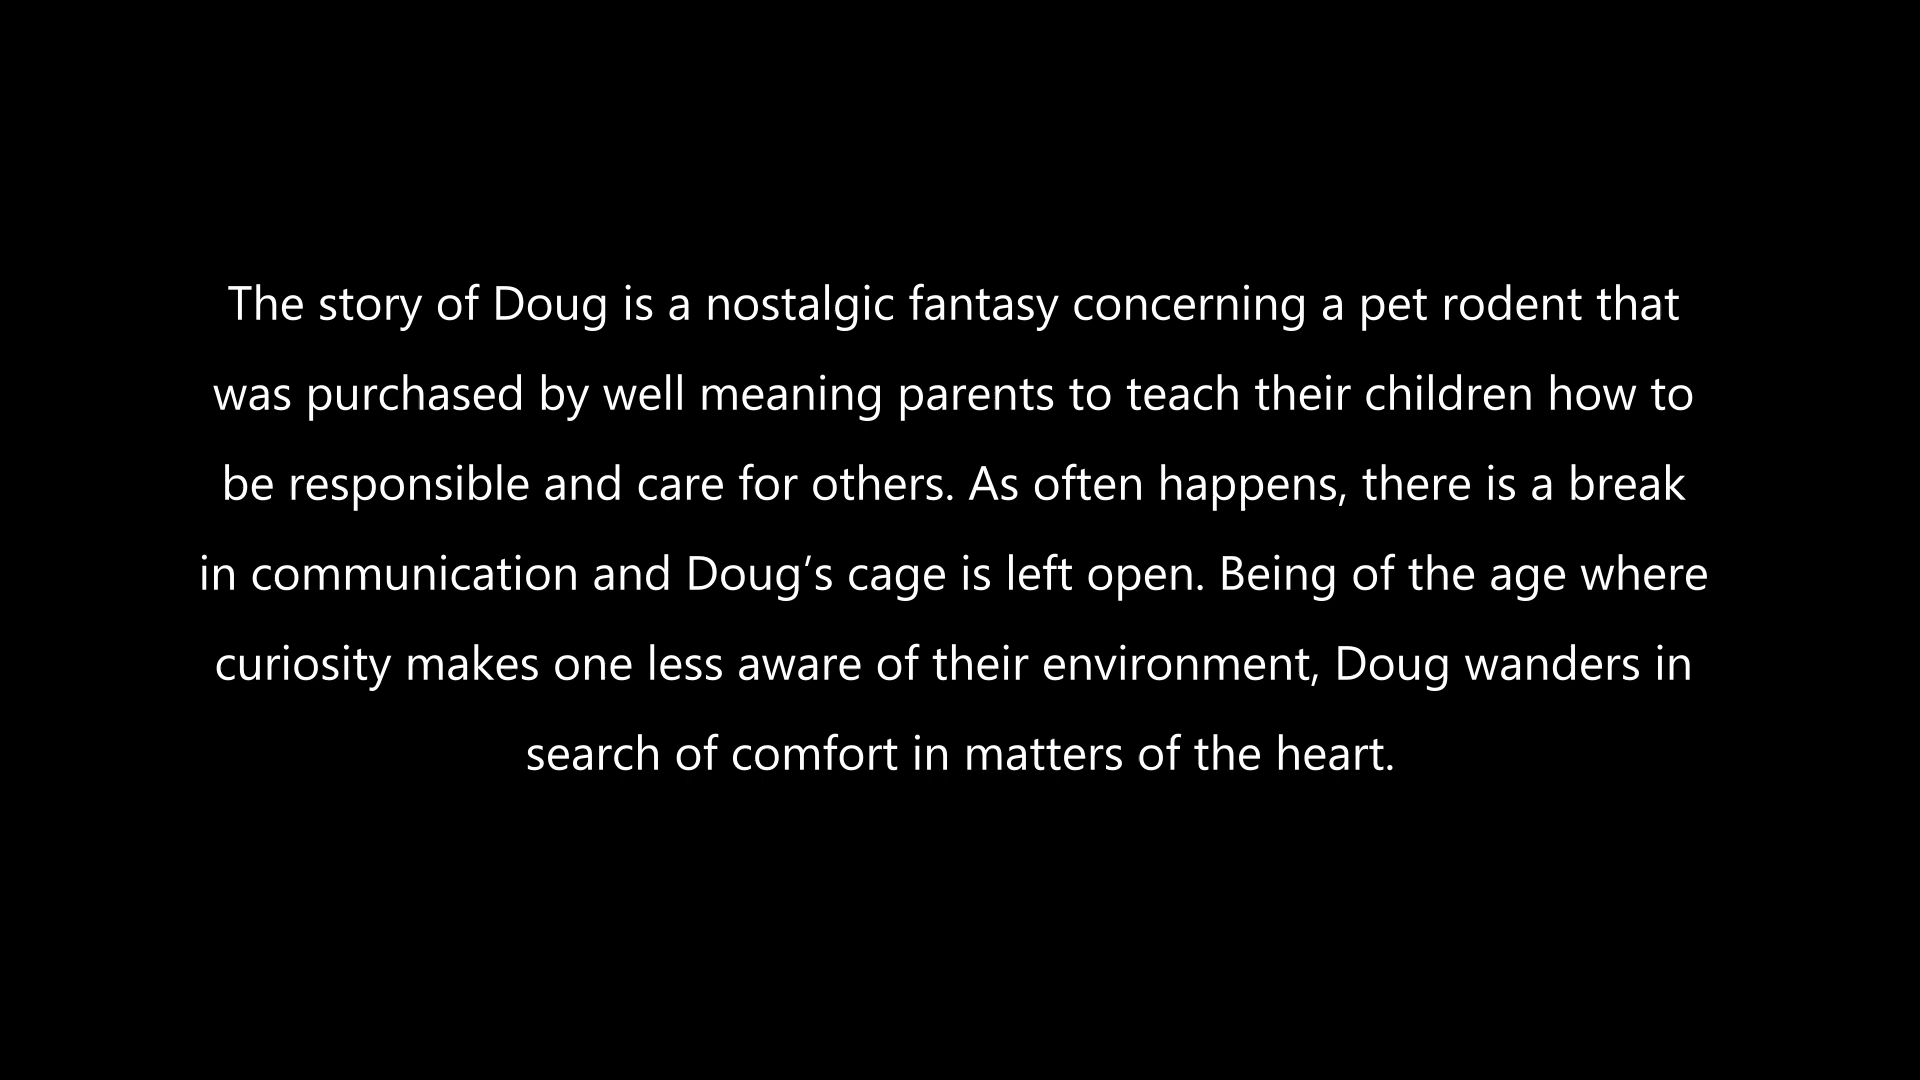 The story of Doug is a nostalgic fantasy concerning a pet rodent that
was purchased by well meaning parents to teach their children how to
be responsible and care for others. As often happens, there is a break
in communication and Doug’s cage is left open. Being of the age where
curiosity makes one less aware of their environment, Doug wanders in
search of comfort in matters of the heart.